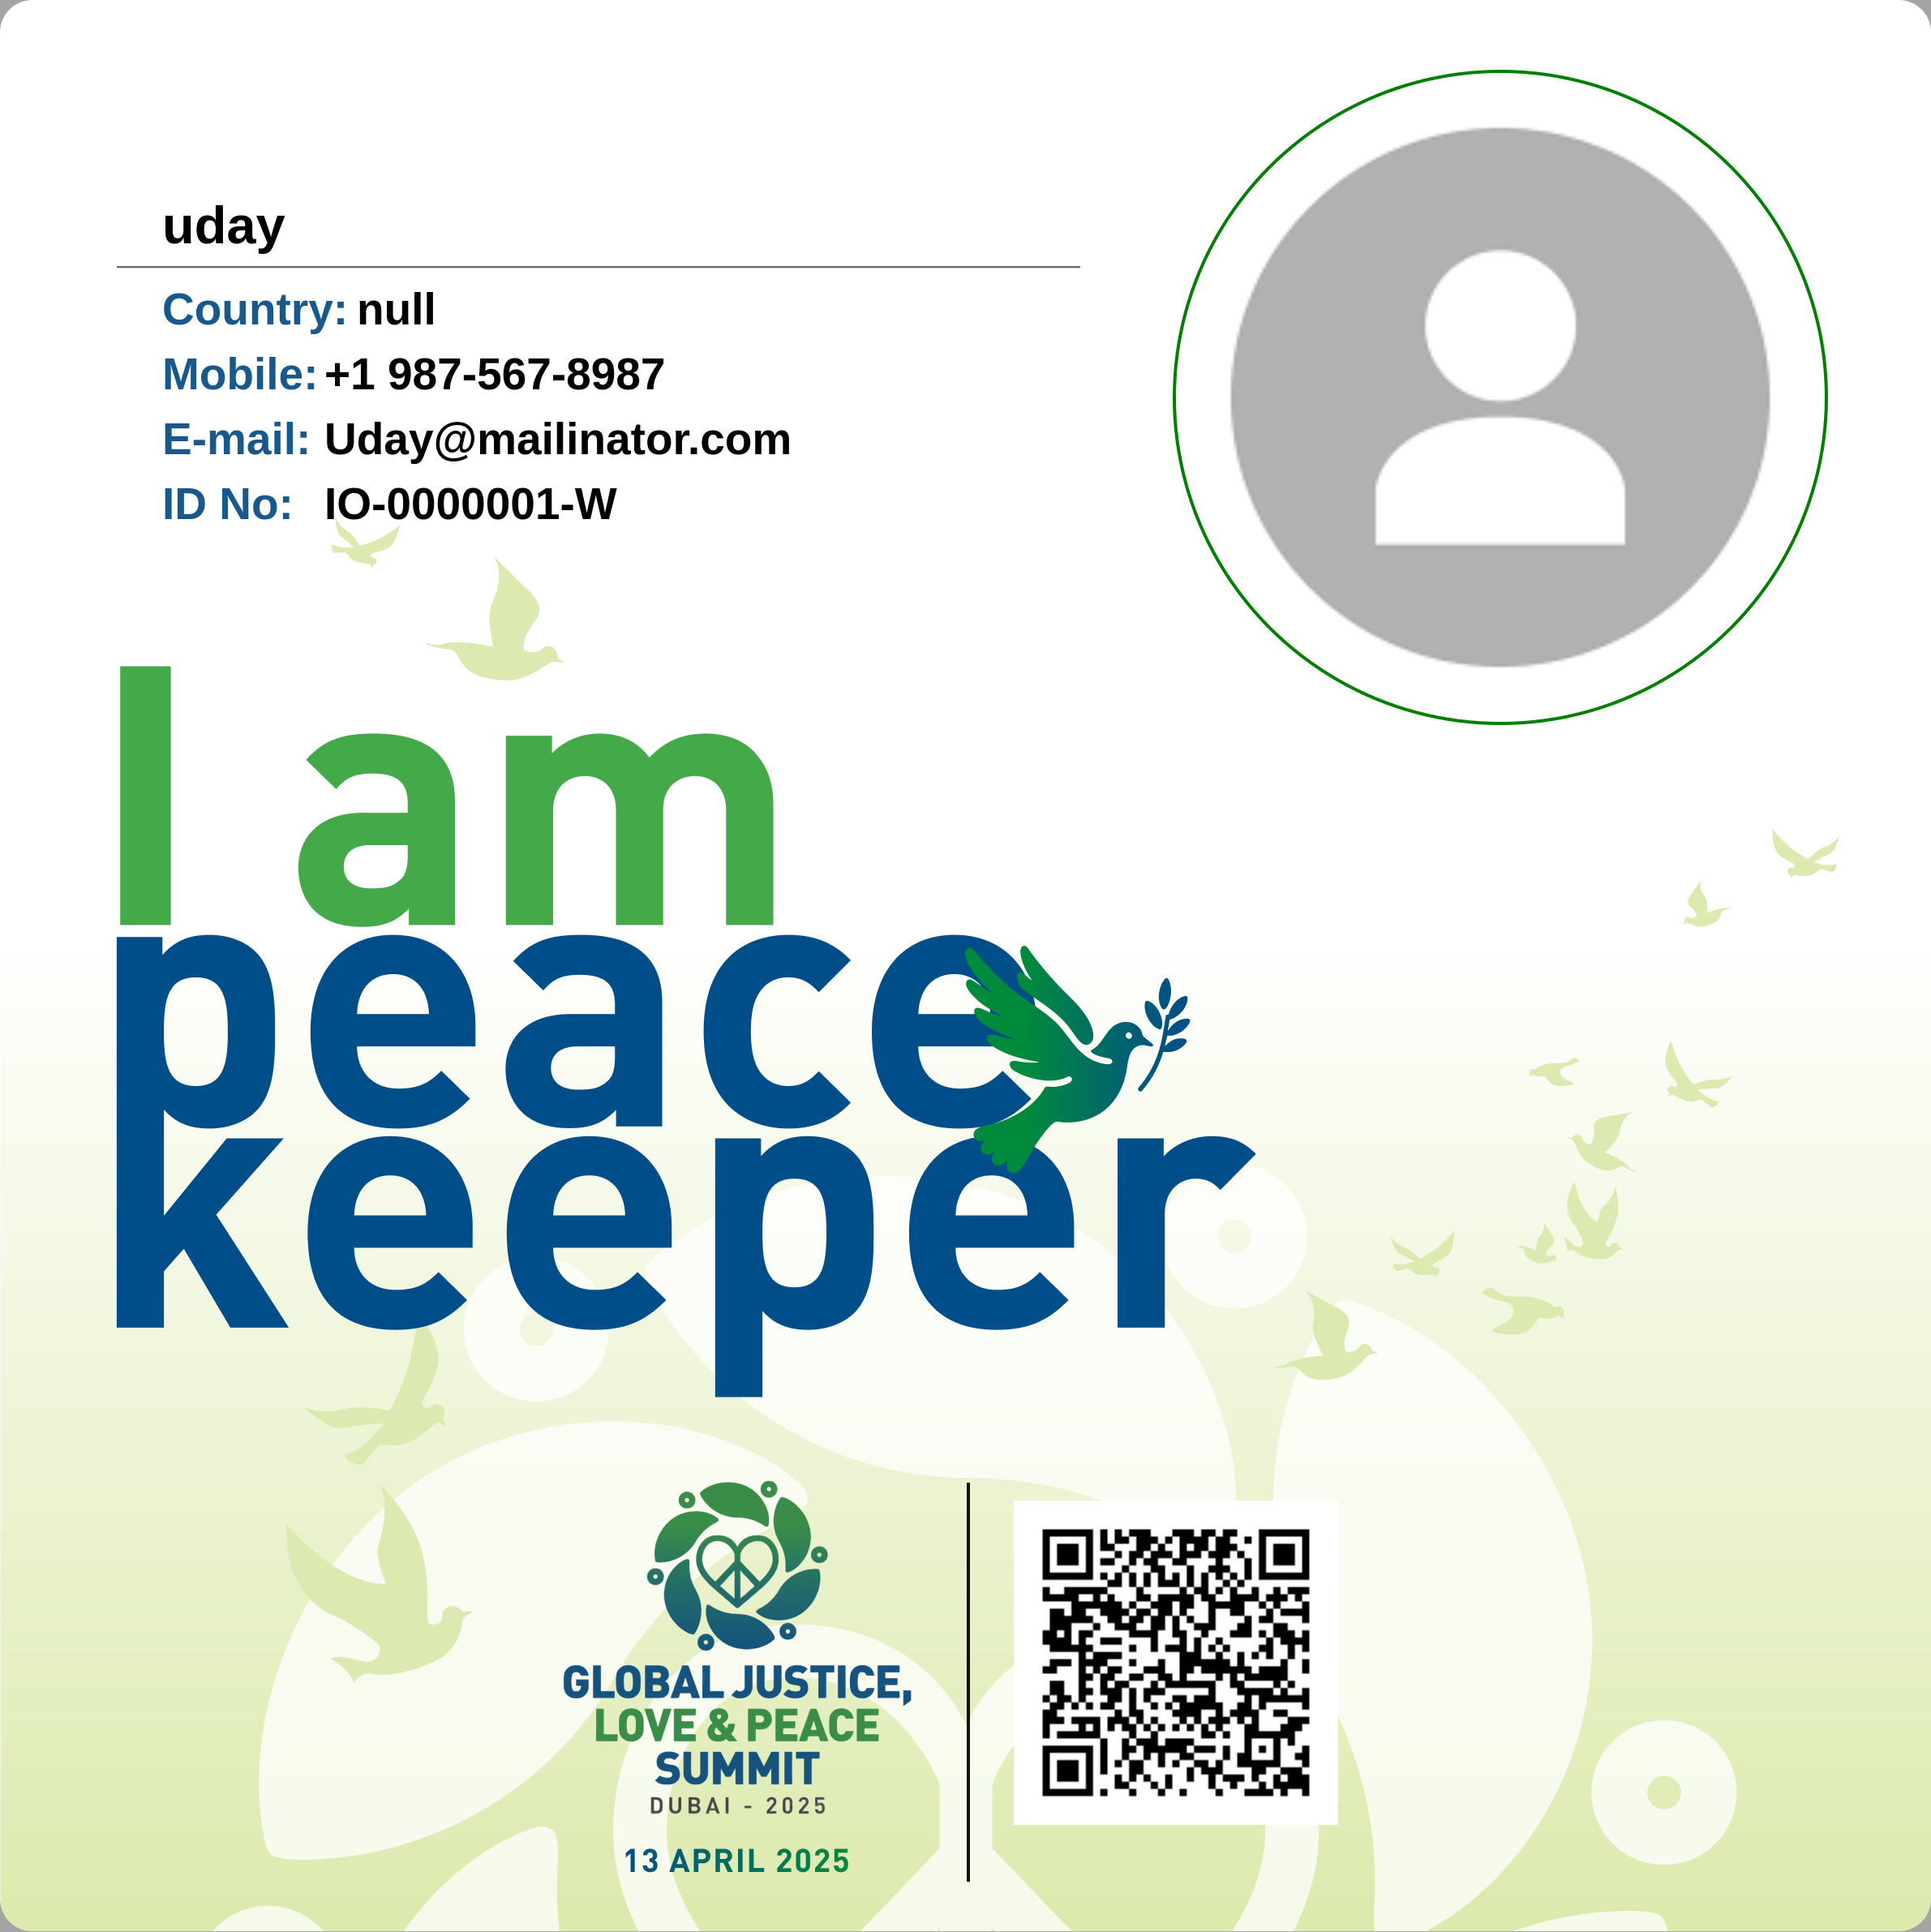 uday
Country: null
Mobile: +1 987-567-8987
E-mail: Uday@mailinator.com
ID No: IO-0000001-W
I am
peace
keeper
GLOBAL JUSTICE,
LOVE & PEACE
SUMMIT
DUBAI - 2025
13 APRIL 2025